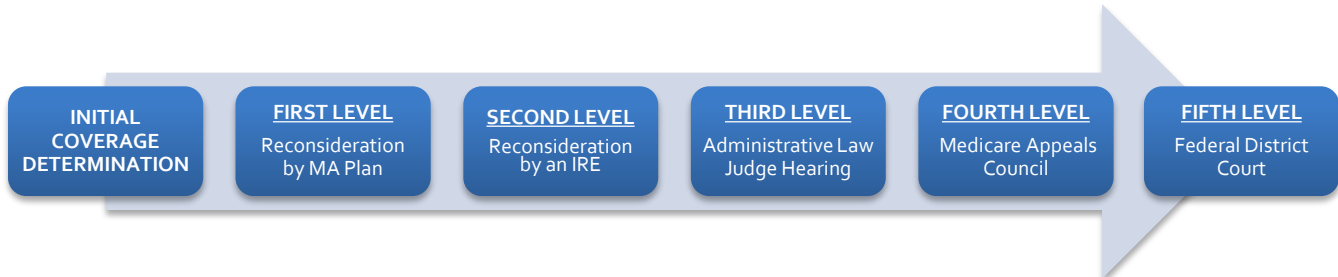 INITIAL
COVERAGE
DETERMINATION
FIRST LEVEL
Reconsideration
by MA Plan
SECOND LEVEL
Reconsideration
by an IRE
THIRD LEVEL
Administrative Law
Judge Hearing
FOURTH LEVEL
Medicare Appeals
Council
FIFTH LEVEL
Federal District
Court